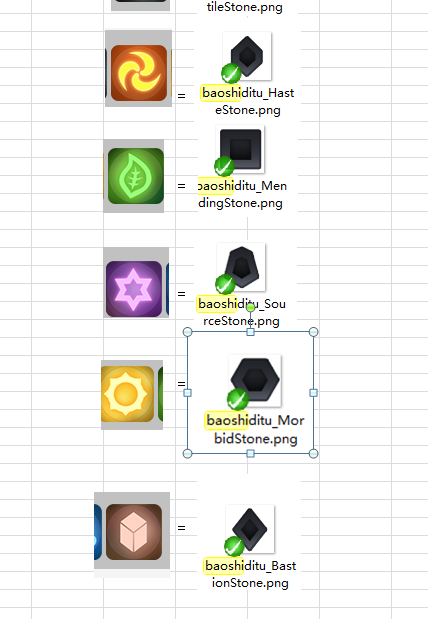 tileStone.png
=
baoshiditu_Hast
eStone.png
=
baoshiditu_Men
dingStone.png
=
baoshiditu_Sou
rceStone.png
=
baoshiditu_Mor
bidStone.png
=
baoshiditu_Bast
ionStone.png